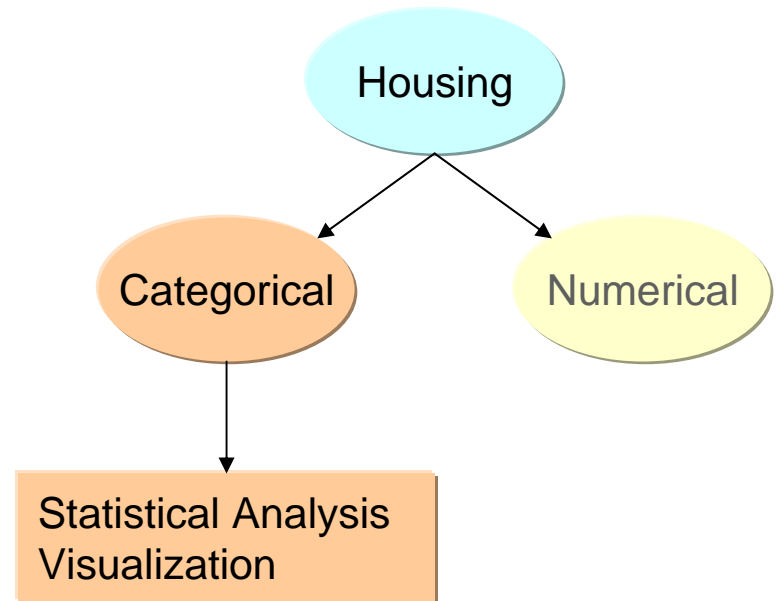 Housing
Categorical
Numerical
Statistical Analysis
Visualization